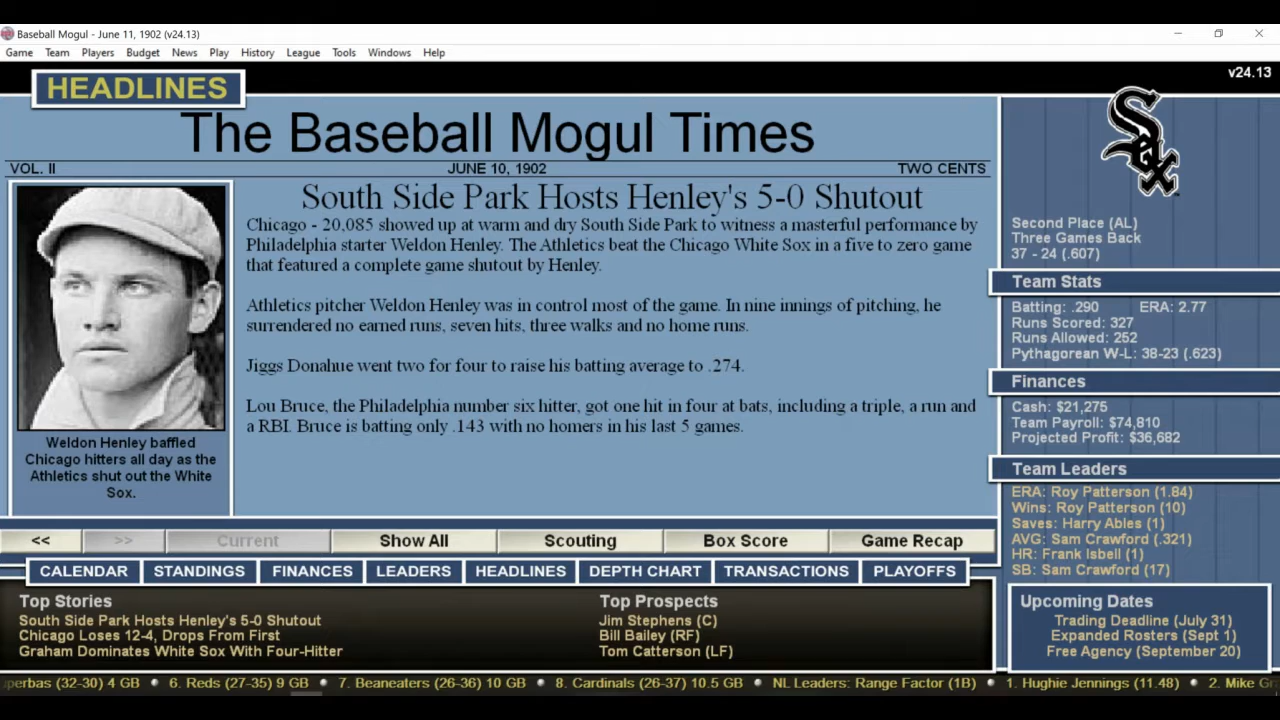 Baseball Mogul - June 11, 1902 (v24.13)
Game Team Players Budget News Play History League Tools Windows Help
v24.13
HEADLINES
The Baseball Mogul Times
VOL. II JUNE 10, 1902 TWO CENTS
South Side Park Hosts Henley's 5-0 Shutout
Chicago - 20,085 showed up at warm and dry South Side Park to witness a masterful performance by
Philadelphia starter Weldon Henley. The Athletics beat the Chicago White Sox in a five to zero game
that featured a complete game shutout by Henley.
Athletics pitcher Weldon Henley was in control most of the game. In nine innings of pitching, he
surrendered no earned runs, seven hits, three walks and no home runs.
Jiggs Donahue went two for four to raise his batting average to .274.
Lou Bruce, the Philadelphia number six hitter, got one hit in four at bats, including a triple, a run and
a RBI. Bruce is batting only .143 with no homers in his last 5 games.
Weldon Henley baffled
Chicago hitters all day as the
Athletics shut out the White
Sox.
Sox
Second Place (AL)
Three Games Back
37 - 24 (.607)
Team Stats
Batting: .290 ERA: 2.77
Runs Scored: 327
Runs Allowed: 252
Pythagorean W-L: 38-23 (.623)
Finances
Cash: $21,275
Team Payroll: $74,810
Projected Profit: $36,682
Team Leaders
ERA: Roy Patterson (1.84)
Wins: Roy Patterson (10)
Saves: Harry Ables (1)
AVG: Sam Crawford (.321)
HR: Frank Isbell (1)
SB: Sam Crawford (17)
<< >> Current Show All Scouting Box Score Game Recap
CALENDAR STANDINGS FINANCES LEADERS HEADLINES DEPTH CHART TRANSACTIONS PLAYOFFS
Top Stories
South Side Park Hosts Henley's 5-0 Shutout
Chicago Loses 12-4, Drops From First
Graham Dominates White Sox With Four-Hitter
Top Prospects
Jim Stephens (C)
Bill Bailey (RF)
Tom Catterson (LF)
Upcoming Dates
Trading Deadline (July 31)
Expanded Rosters (Sept 1)
Free Agency (September 20)
perbas (32-30) 4 GB • 6. Reds (27-35) 9 GB • 7. Beaneaters (26-36) 10 GB • 8. Cardinals (26-37) 10.5 GB • NL Leaders: Range Factor (1B) • 1. Hughie Jennings (11.48) • 2. Mike